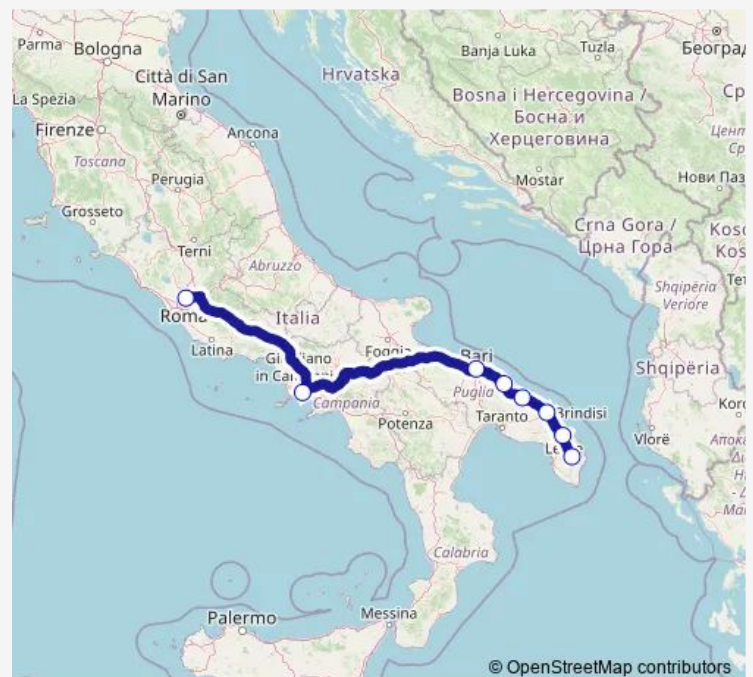 Parma
Bologna
La Spezia
Città di San
Marino
Firenze
Toscana
Ancona
Perugia
Grosseto
Terni
Abruzzo
Roma
Latina
Italia
Foggia
Campania
Potenza
Bari
Puglia
Taranto
Brindisi
Calabria
Messina
Palermo
Hrvatska
Banja Luka
Tuzla
Bosna i Hercegovina /
Босна и
Херцеговина
Mostar
Crna Gora /
Црна Гора
Нови Паз
Shqipëria
Veriore
Shqipëria
Vlorë
© OpenStreetMap contributors